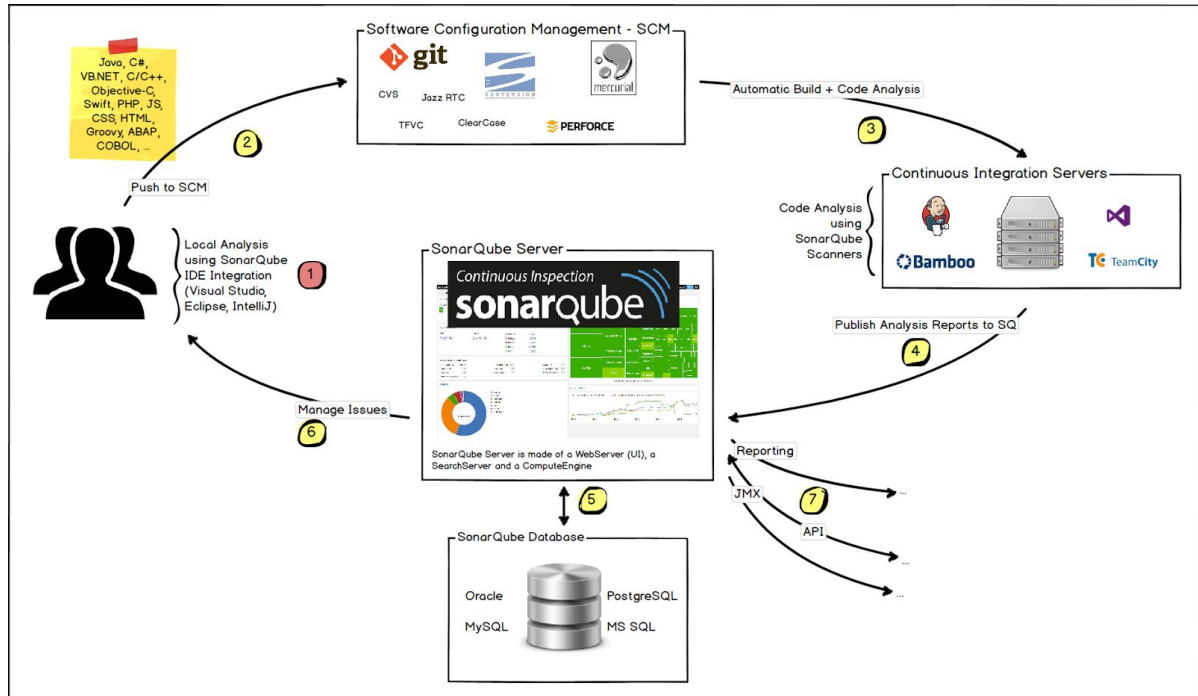 Java, C#,
VB.NET, C/C++,
Objective-C,
Swift, PHP, JS,
CSS, HTML,
Groovy, ABAP,
COBOL, ...
2
Push to SCM
Software Configuration Management - SCM
git
SUBVERSION
mercurial
CVS
Jazz RTC
TFVC
ClearCase
PERFORCE
Automatic Build + Code Analysis
3
Continuous Integration Servers
Code Analysis
using
SonarQube
Scanners
Bamboo
TC TeamCity
Local Analysis
using SonarQube
IDE Integration
(Visual Studio,
Eclipse, IntelliJ)
1
SonarQube Server
Continuous Inspection
sonarqube
SonarQube Server is made of a WebServer (UI), a
SearchServer and a ComputeEngine
Publish Analysis Reports to SQ
4
Manage Issues
6
Reporting
...
JMX
7
API
...
...
5
SonarQube Database
Oracle
PostgreSQL
MySQL
MS SQL